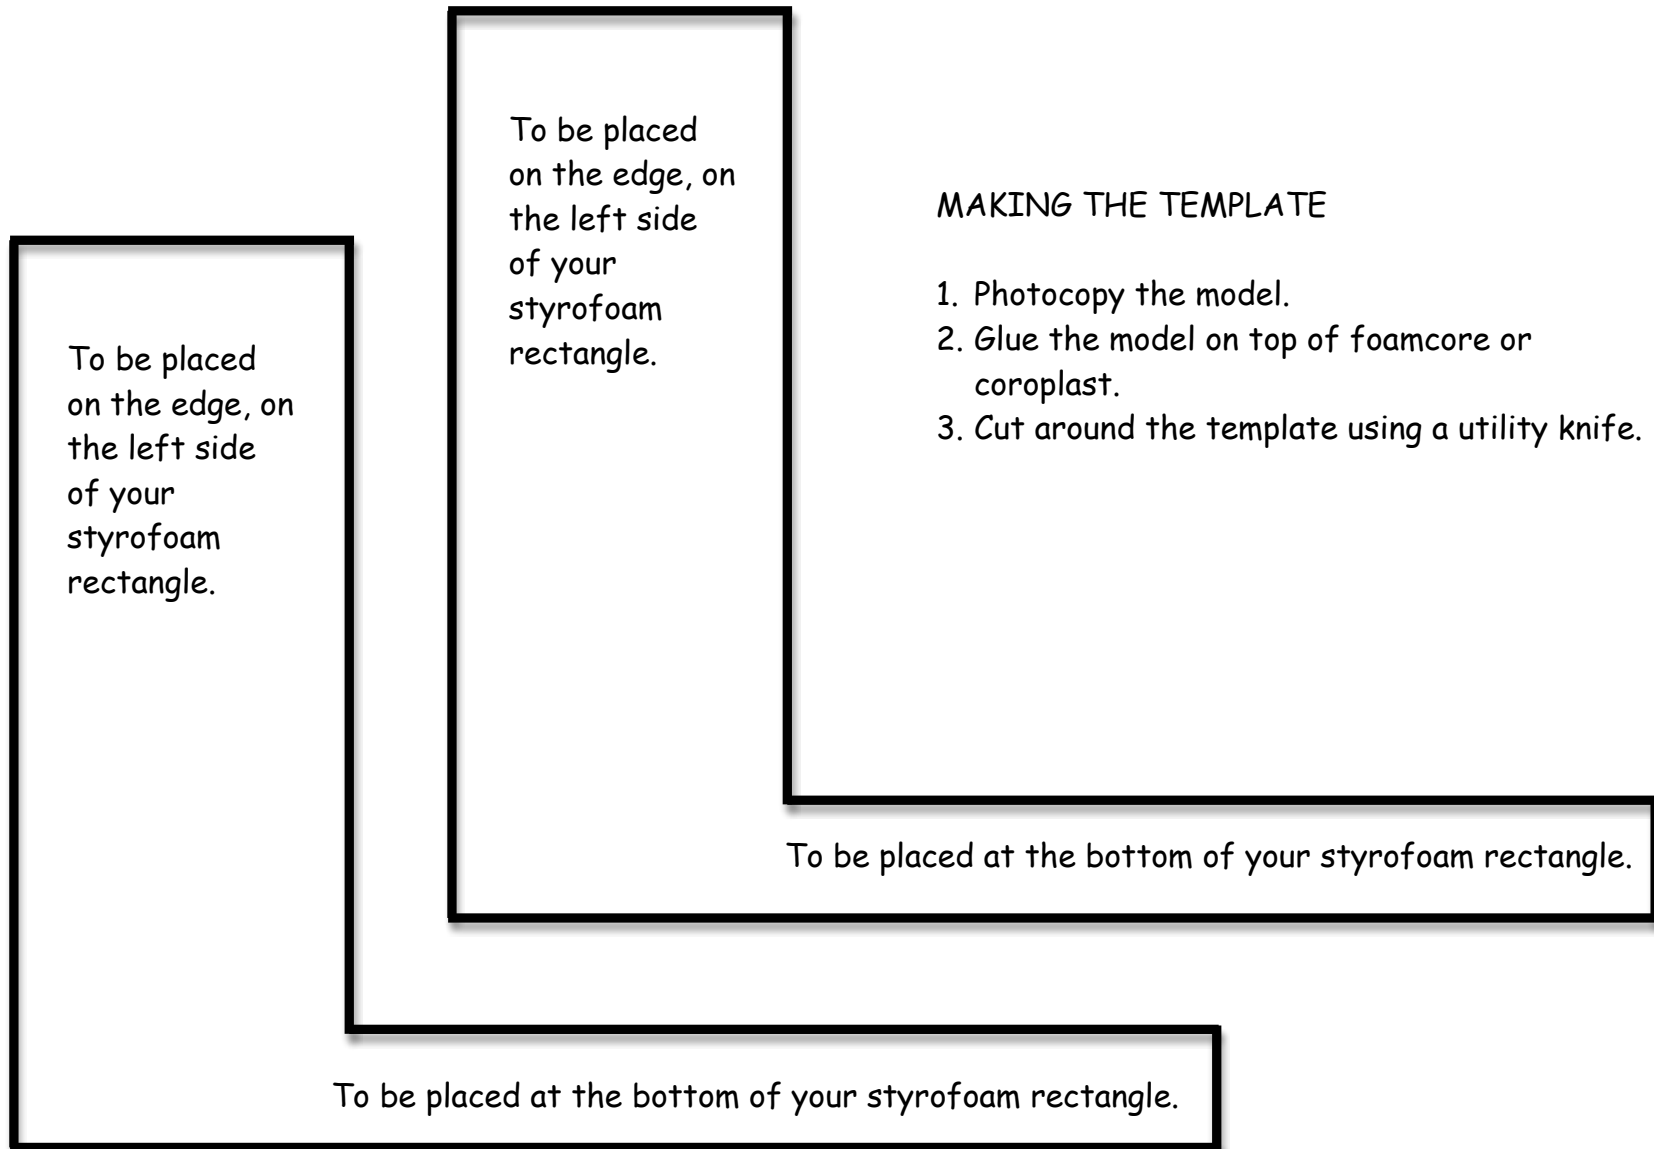 To be placed
on the edge, on
the left side
of your
styrofoam
rectangle.
MAKING THE TEMPLATE
1. Photocopy the model.
2. Glue the model on top of foamcore or
coroplast.
3. Cut around the template using a utility knife.
To be placed at the bottom of your styrofoam rectangle.
To be placed
on the edge, on
the left side
of your
styrofoam
rectangle.
To be placed at the bottom of your styrofoam rectangle.